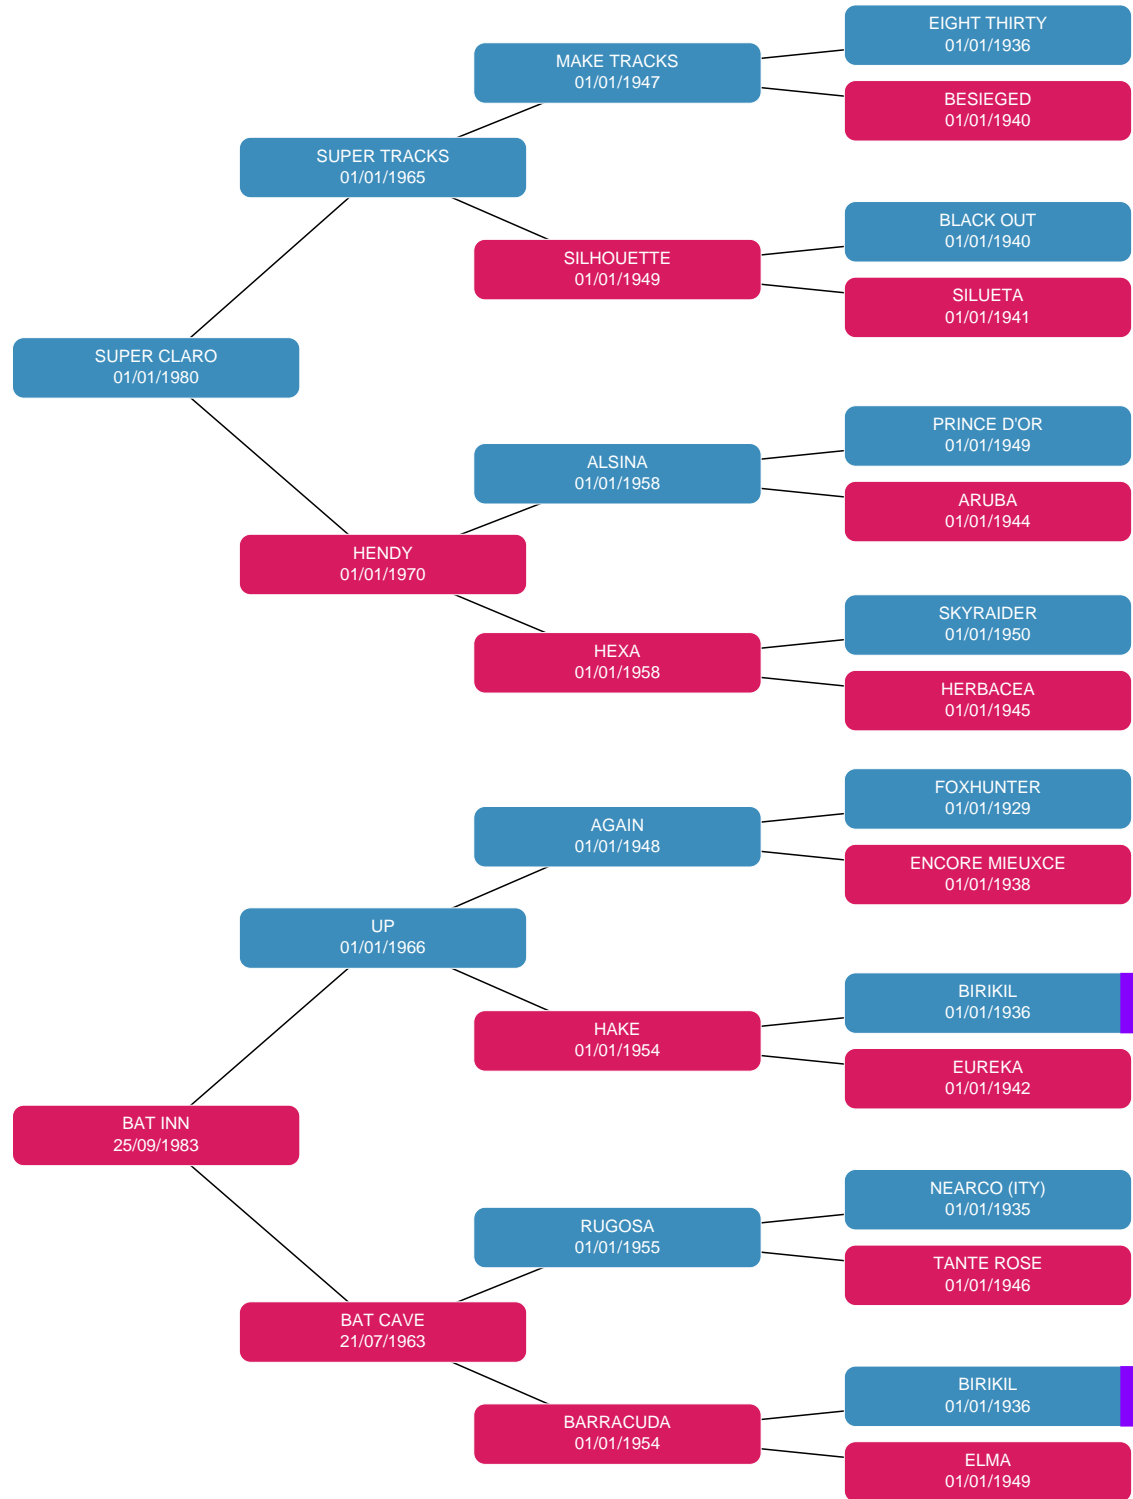 EIGHT THIRTY
01/01/1936
MAKE TRACKS
01/01/1947
BESIEGED
01/01/1940
SUPER TRACKS
01/01/1965
BLACK OUT
01/01/1940
SILHOUETTE
01/01/1949
SILUETA
01/01/1941
SUPER CLARO
01/01/1980
PRINCE D'OR
01/01/1949
ALSINA
01/01/1958
ARUBA
01/01/1944
HENDY
01/01/1970
SKYRAIDER
01/01/1950
HEXA
01/01/1958
HERBACEA
01/01/1945
FOXHUNTER
01/01/1929
AGAIN
01/01/1948
ENCORE MIEUXCE
01/01/1938
UP
01/01/1966
BIRIKIL
01/01/1936
HAKE
01/01/1954
EUREKA
01/01/1942
BAT INN
25/09/1983
NEARCO (ITY)
01/01/1935
RUGOSA
01/01/1955
TANTE ROSE
01/01/1946
BAT CAVE
21/07/1963
BIRIKIL
01/01/1936
BARRACUDA
01/01/1954
ELMA
01/01/1949